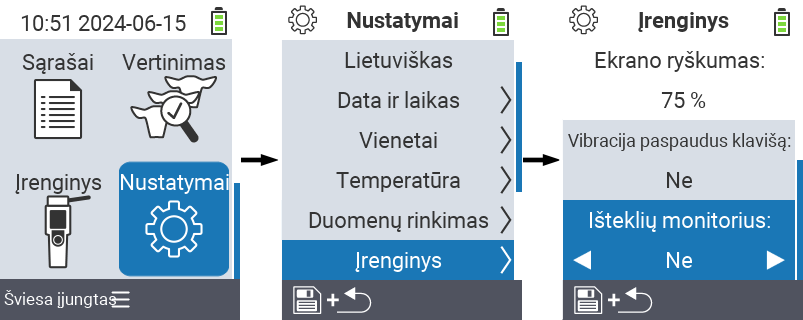 10:51 2024-06-15
Sąrašai
Vertinimas
Įrenginys
Nustatymai
Šviesa įjungtas
Nustatymai
Lietuviškas
Data ir laikas
Vienetai
Temperatūra
Duomenų rinkimas
Įrenginys
+
Įrenginys
Ekrano ryškumas:
75 %
Vibracija paspaudus klavišą:
Ne
Išteklių monitorius:
Ne
+